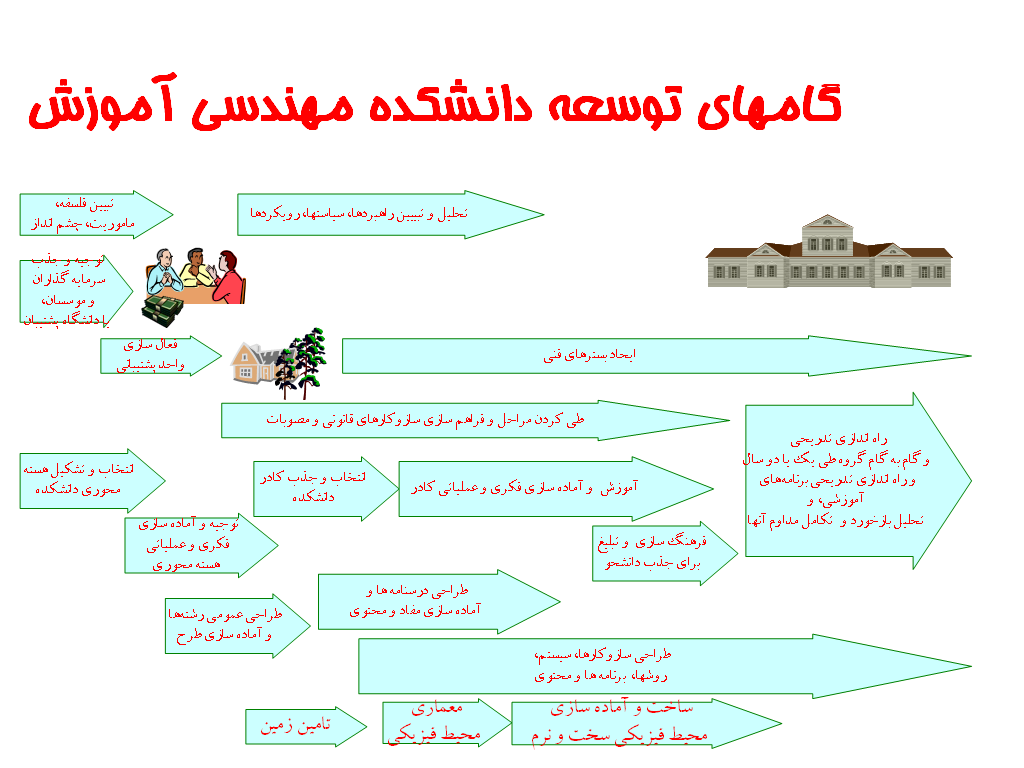 گامهای توسعه دانشکده مهندسی آموزش
تبیین فلسفه،
ماموریت، چشم انداز
تحلیل و تبیین راهبردها، سیاستها، رویکردها
توجیه و جذب
سرمایه گذاران
و موسسان،
یا دانشگاه پشتیبان
فعال سازی
واحد پشتیبانی
ایجاد بسترهای فنی
طی کردن مراحل و فراهم سازی سازوکارهای قانونی و مصوبات
راه اندازی تدریجی
و گام به گام گروه طی یک یا دو سال
و راه اندازی تدریجی برنامه‌های
آموزشی، و
تحلیل بازخورد و تکامل مداوم آنها
انتخاب و تشکیل هسته
محوری دانشکده
انتخاب و جذب کادر
دانشکده
آموزش و آماده سازی فکری و عملیاتی کادر
توجیه و آماده سازی
فکری و عملیاتی
هسته محوری
فرهنگ سازی و تبلیغ
برای جذب دانشجو
طراحی درسنامه ها و
آماده سازی مفاد و محتوی
طراحی عمومی رشته‌ها
و آماده سازی طرح
طراحی سازوکارها، سیستم،
روشها، برنامه ها و محتوی
تامین زمین
معماری
محیط فیزیکی
ساخت و آماده سازی
محیط فیزیکی سخت و نرم